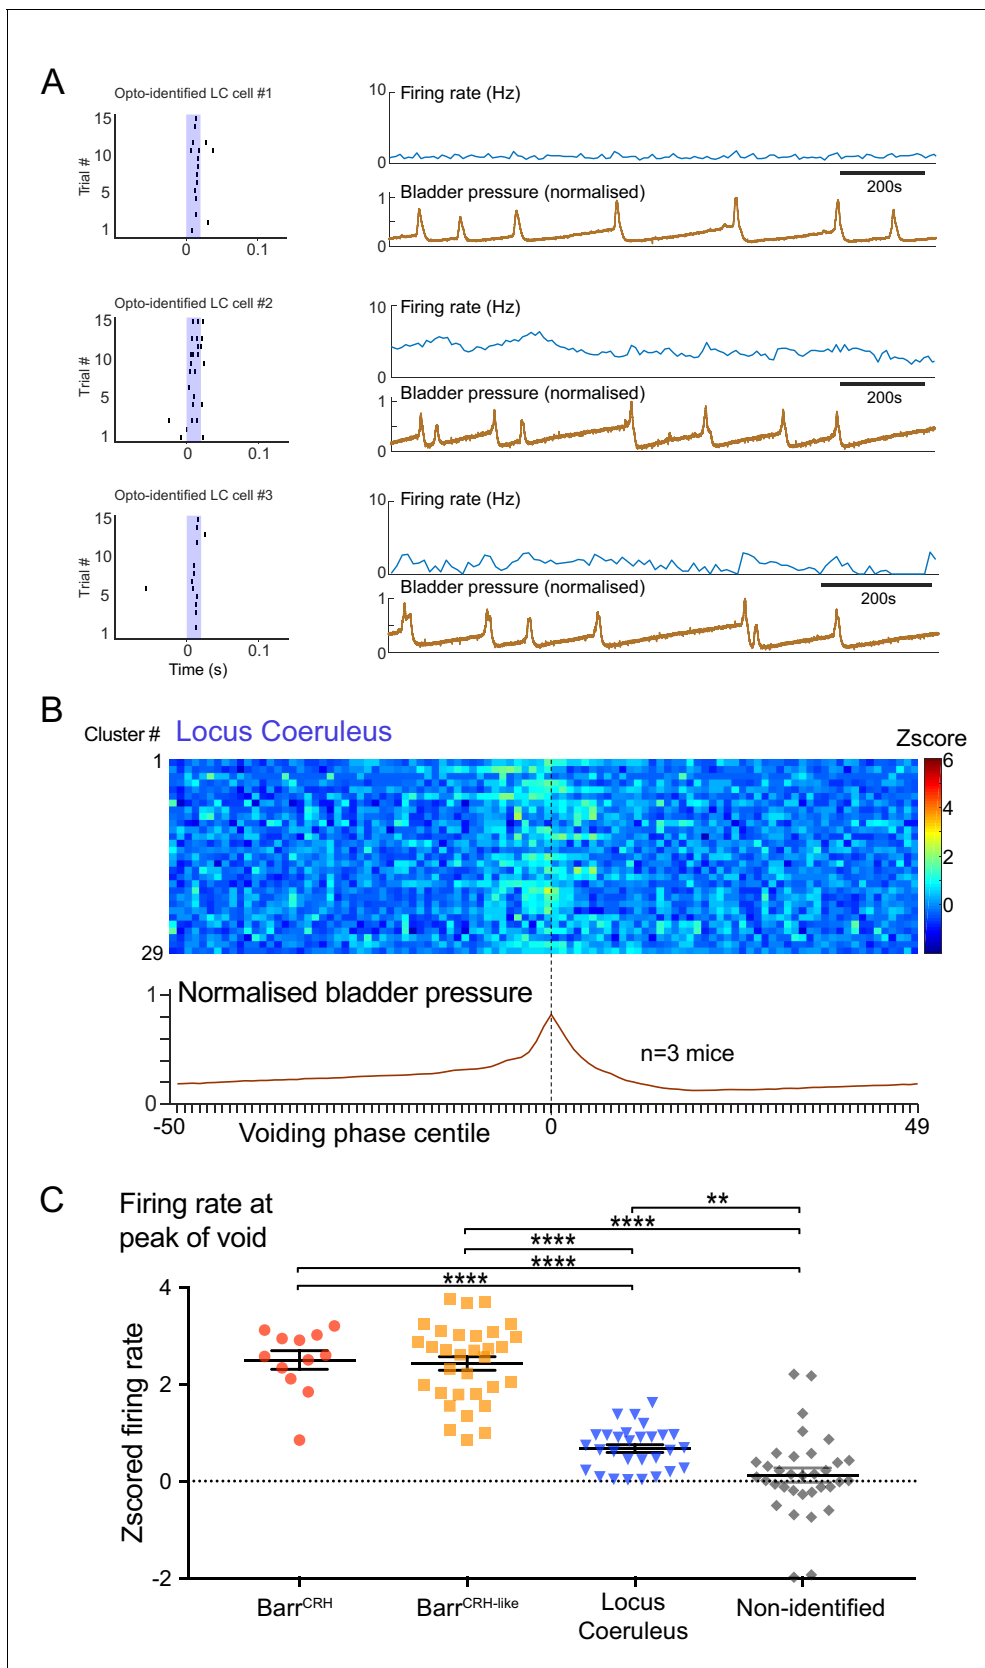 A
Opto-identified LC cell #1
15
10
5
1
Trial #
0
0.1
10
0
Firing rate (Hz)
200s
Bladder pressure (normalised)
1
0
Opto-identified LC cell #2
15
10
5
1
Trial #
0
0.1
10
0
Firing rate (Hz)
200s
Bladder pressure (normalised)
1
0
Opto-identified LC cell #3
15
10
5
1
Trial #
0
0.1
Time (s)
10
0
Firing rate (Hz)
200s
Bladder pressure (normalised)
1
0
B
Cluster # Locus Coeruleus
Zscore
1
29
6
4
2
0
Normalised bladder pressure
1
0
n=3 mice
-50
0
49
Voiding phase centile
C
Firing rate at
peak of void
**
****
****
****
****
Zscored firing rate
4
2
0
-2
BarrCRH
BarrCRH-like
Locus
Coeruleus
Non-identified